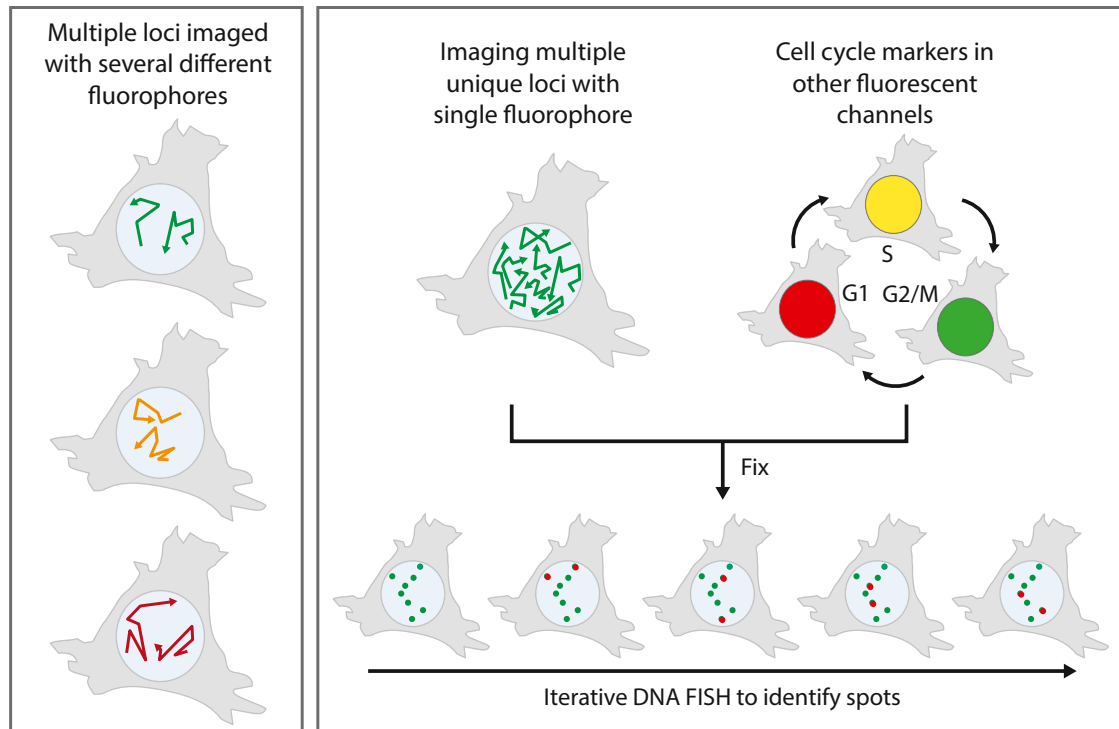 Multiple loci imaged
with several different
fluorophores
Imaging multiple
unique loci with
single fluorophore
Cell cycle markers in
other fluorescent
channels
S
G1
G2/M
Fix
Iterative DNA FISH to identify spots